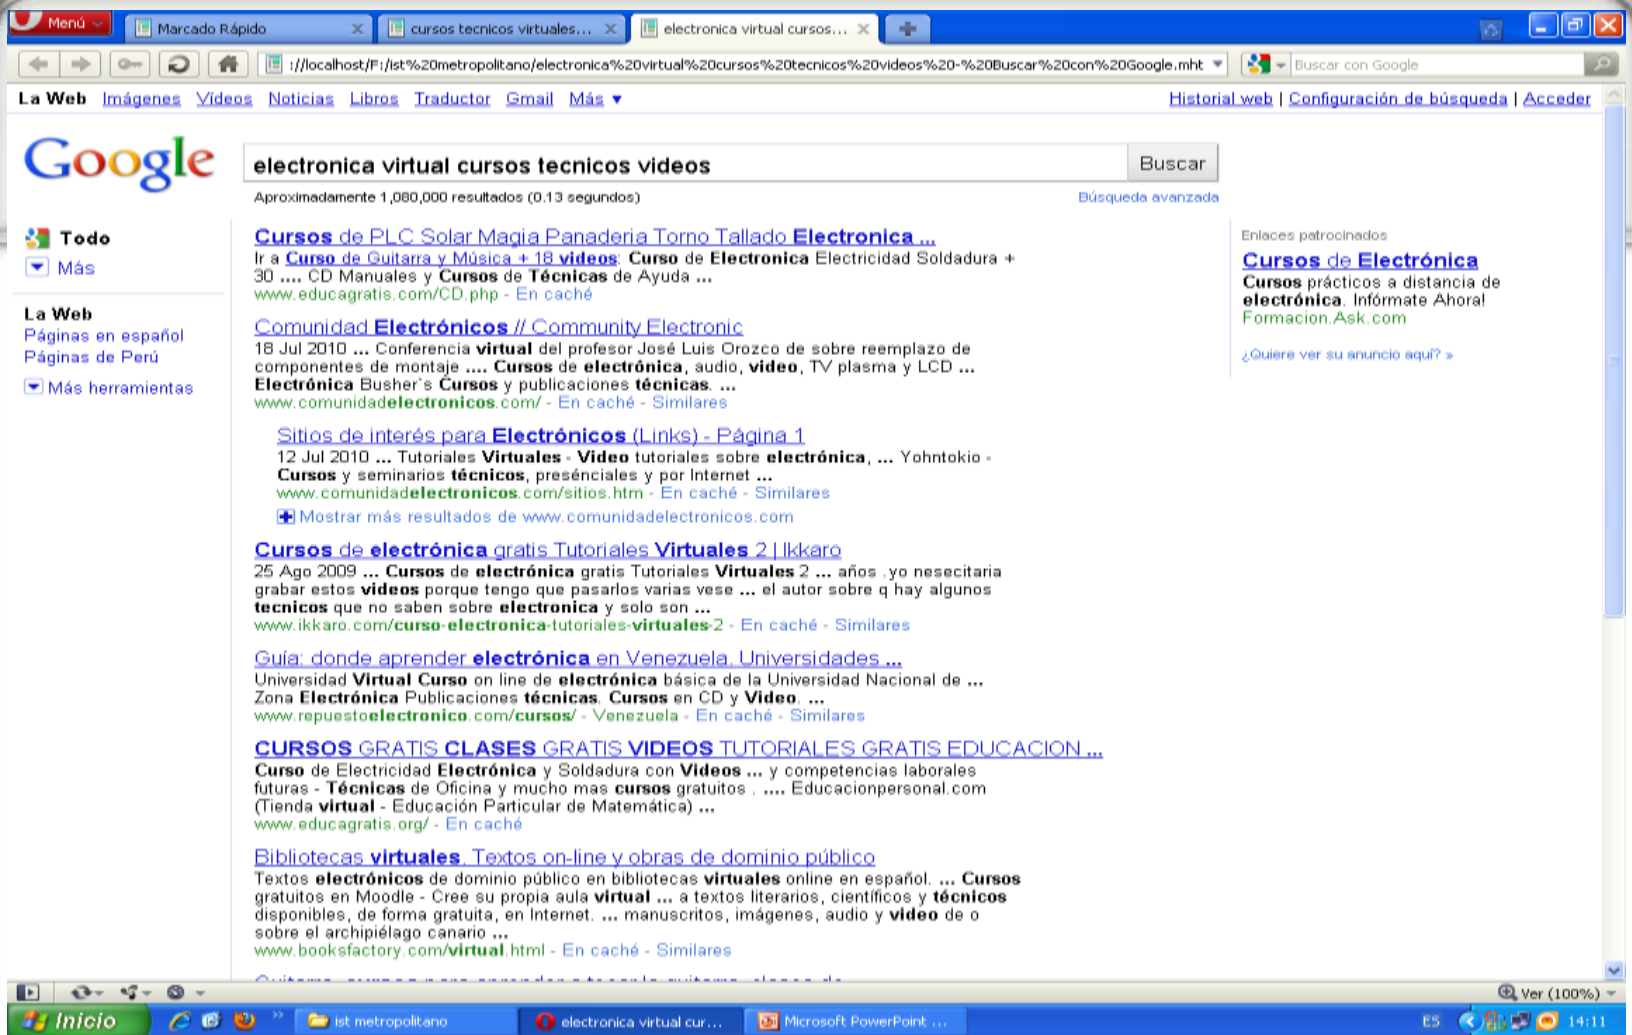 Menú
Marcado Rápido
cursos tecnicos virtuales...
electronica virtual cursos...
://localhost/F:/ist%20metropolitano/electronica%20virtual%20cursos%20tecnicos%20videos%20-%20Buscar%20con%20Google.mht
Buscar con Google
La Web Imágenes Vídeos Noticias Libros Traductor Gmail Más ▼
Historial web | Configuración de búsqueda | Acceder
Google
electronica virtual cursos tecnicos videos
Buscar
Aproximadamente 1,080,000 resultados (0.13 segundos)
Búsqueda avanzada
Todo
Más
La Web
Páginas en español
Páginas de Perú
Más herramientas
Cursos de PLC Solar Magia Panaderia Torno Tallado Electronica ...
Ir a Curso de Guitarra y Música + 18 videos: Curso de Electronica Electricidad Soldadura +
30 .... CD Manuales y Cursos de Técnicas de Ayuda ...
www.educagratis.com/CD.php - En caché
Comunidad Electrónicos // Community Electronic
18 Jul 2010 ... Conferencia virtual del profesor José Luis Orozco de sobre reemplazo de
componentes de montaje .... Cursos de electrónica, audio, video, TV plasma y LCD ...
Electrónica Busher`s Cursos y publicaciones técnicas. ...
www.comunidadelectronicos.com/ - En caché - Similares
Sitios de interés para Electrónicos (Links) - Página 1
12 Jul 2010 ... Tutoriales Virtuales - Video tutoriales sobre electrónica, ... Yohntokio -
Cursos y seminarios técnicos, presénciales y por Internet ...
www.comunidadelectronicos.com/sitios.htm - En caché - Similares
Mostrar más resultados de www.comunidadelectronicos.com
Cursos de electrónica gratis Tutoriales Virtuales 2 | Ikkaro
25 Ago 2009 ... Cursos de electrónica gratis Tutoriales Virtuales 2 ... años .yo nesecitaria
grabar estos videos porque tengo que pasarlos varias vese ... el autor sobre q hay algunos
tecnicos que no saben sobre electronica y solo son ...
www.ikkaro.com/curso-electronica-tutoriales-virtuales-2 - En caché - Similares
Guía: donde aprender electrónica en Venezuela. Universidades ...
Universidad Virtual Curso on line de electrónica básica de la Universidad Nacional de ...
Zona Electrónica Publicaciones técnicas. Cursos en CD y Video. ...
www.repuestoelectronico.com/cursos/ - Venezuela - En caché - Similares
CURSOS GRATIS CLASES GRATIS VIDEOS TUTORIALES GRATIS EDUCACION ...
Curso de Electricidad Electrónica y Soldadura con Videos ... y competencias laborales
futuras - Técnicas de Oficina y mucho mas cursos gratuitos . .... Educacionpersonal.com
(Tienda virtual - Educación Particular de Matemática) ...
www.educagratis.org/ - En caché
Bibliotecas virtuales. Textos on-line y obras de dominio público
Textos electrónicos de dominio público en bibliotecas virtuales online en español. ... Cursos
gratuitos en Moodle - Cree su propia aula virtual ... a textos literarios, científicos y técnicos
disponibles, de forma gratuita, en Internet. ... manuscritos, imágenes, audio y video de o
sobre el archipiélago canario ...
www.booksfactory.com/virtual.html - En caché - Similares
Enlaces patrocinados
Cursos de Electrónica
Cursos prácticos a distancia de
electrónica. Infórmate Ahora!
Formacion.Ask.com
¿Quiere ver su anuncio aquí? »
Ver (100%)
Inicio
ist metropolitano
electronica virtual cur...
Microsoft PowerPoint ...
ES
14:11